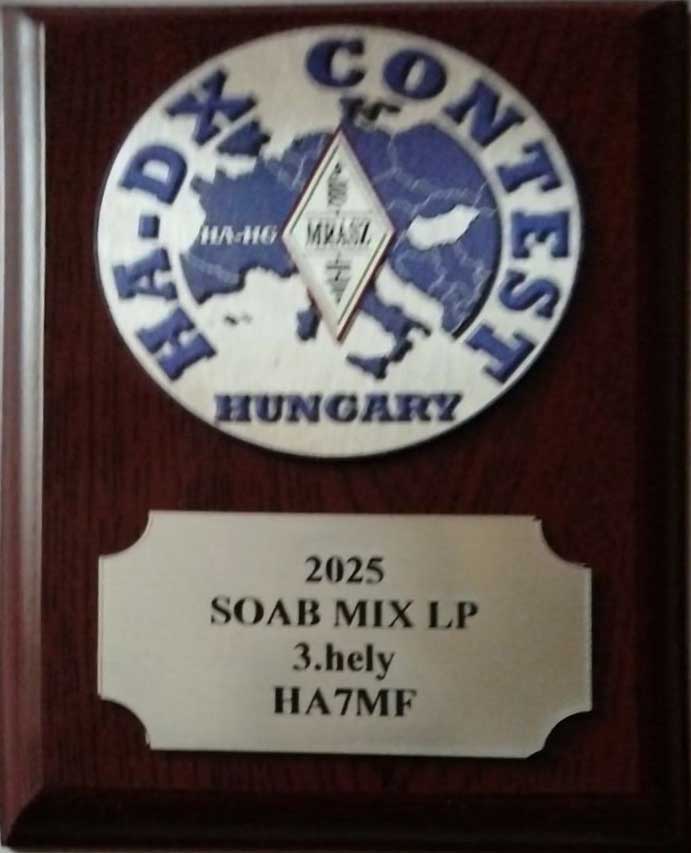 HA-DX CONTEST
HA-HG
MRASZ
HUNGARY
2025
SOAB MIX LP
3.hely
HA7MF